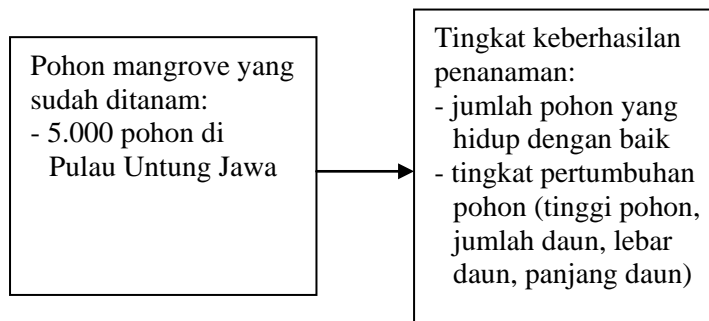 Pohon mangrove yang
sudah ditanam:
- 5.000 pohon di
Pulau Untung Jawa
Tingkat keberhasilan
penanaman:
- jumlah pohon yang
hidup dengan baik
- tingkat pertumbuhan
pohon (tinggi pohon,
jumlah daun, lebar
daun, panjang daun)